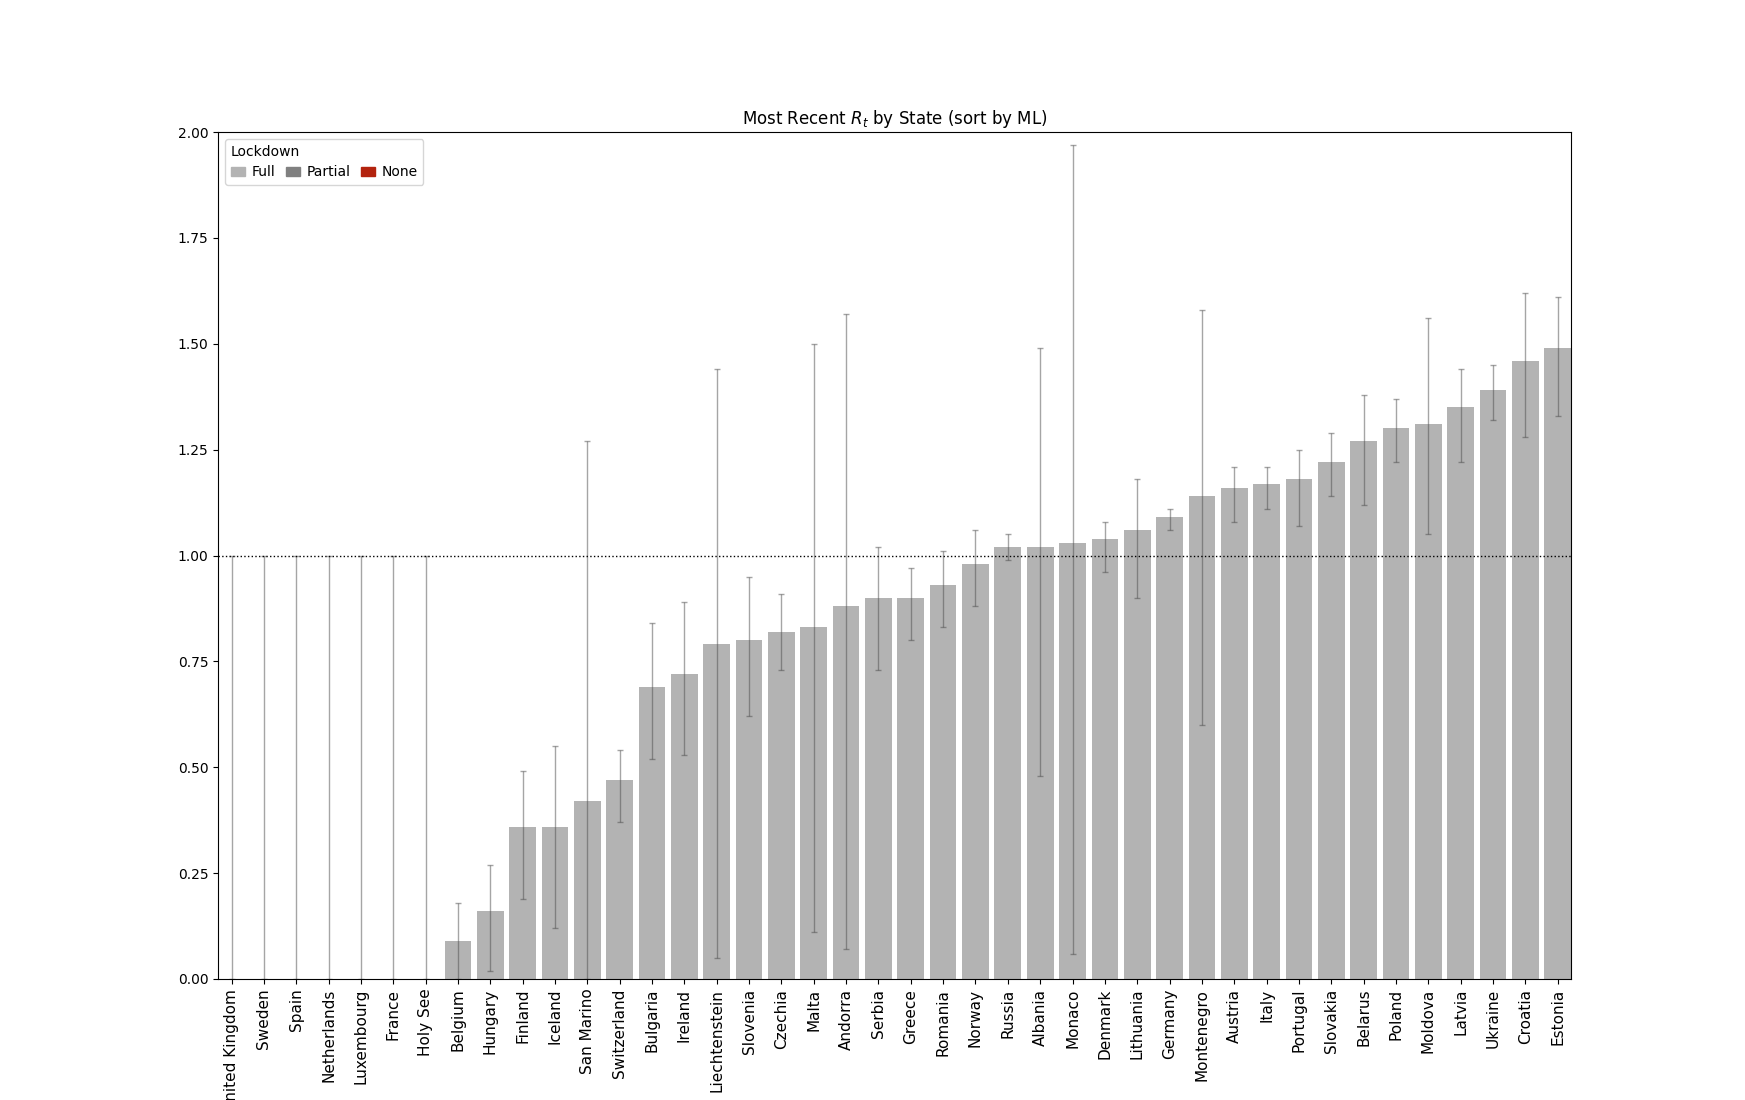 Most Recent R_t by State (sort by ML)
2.00
Lockdown
Full Partial None
1.75
1.50
1.25
1.00
0.75
0.50
0.25
0.00
nited Kingdom
Sweden
Spain
Netherlands
Luxembourg
France
Holy See
Belgium
Hungary
Finland
Iceland
San Marino
Switzerland
Bulgaria
Ireland
Liechtenstein
Slovenia
Czechia
Malta
Andorra
Serbia
Greece
Romania
Norway
Russia
Albania
Monaco
Denmark
Lithuania
Germany
Montenegro
Austria
Italy
Portugal
Slovakia
Belarus
Poland
Moldova
Latvia
Ukraine
Croatia
Estonia